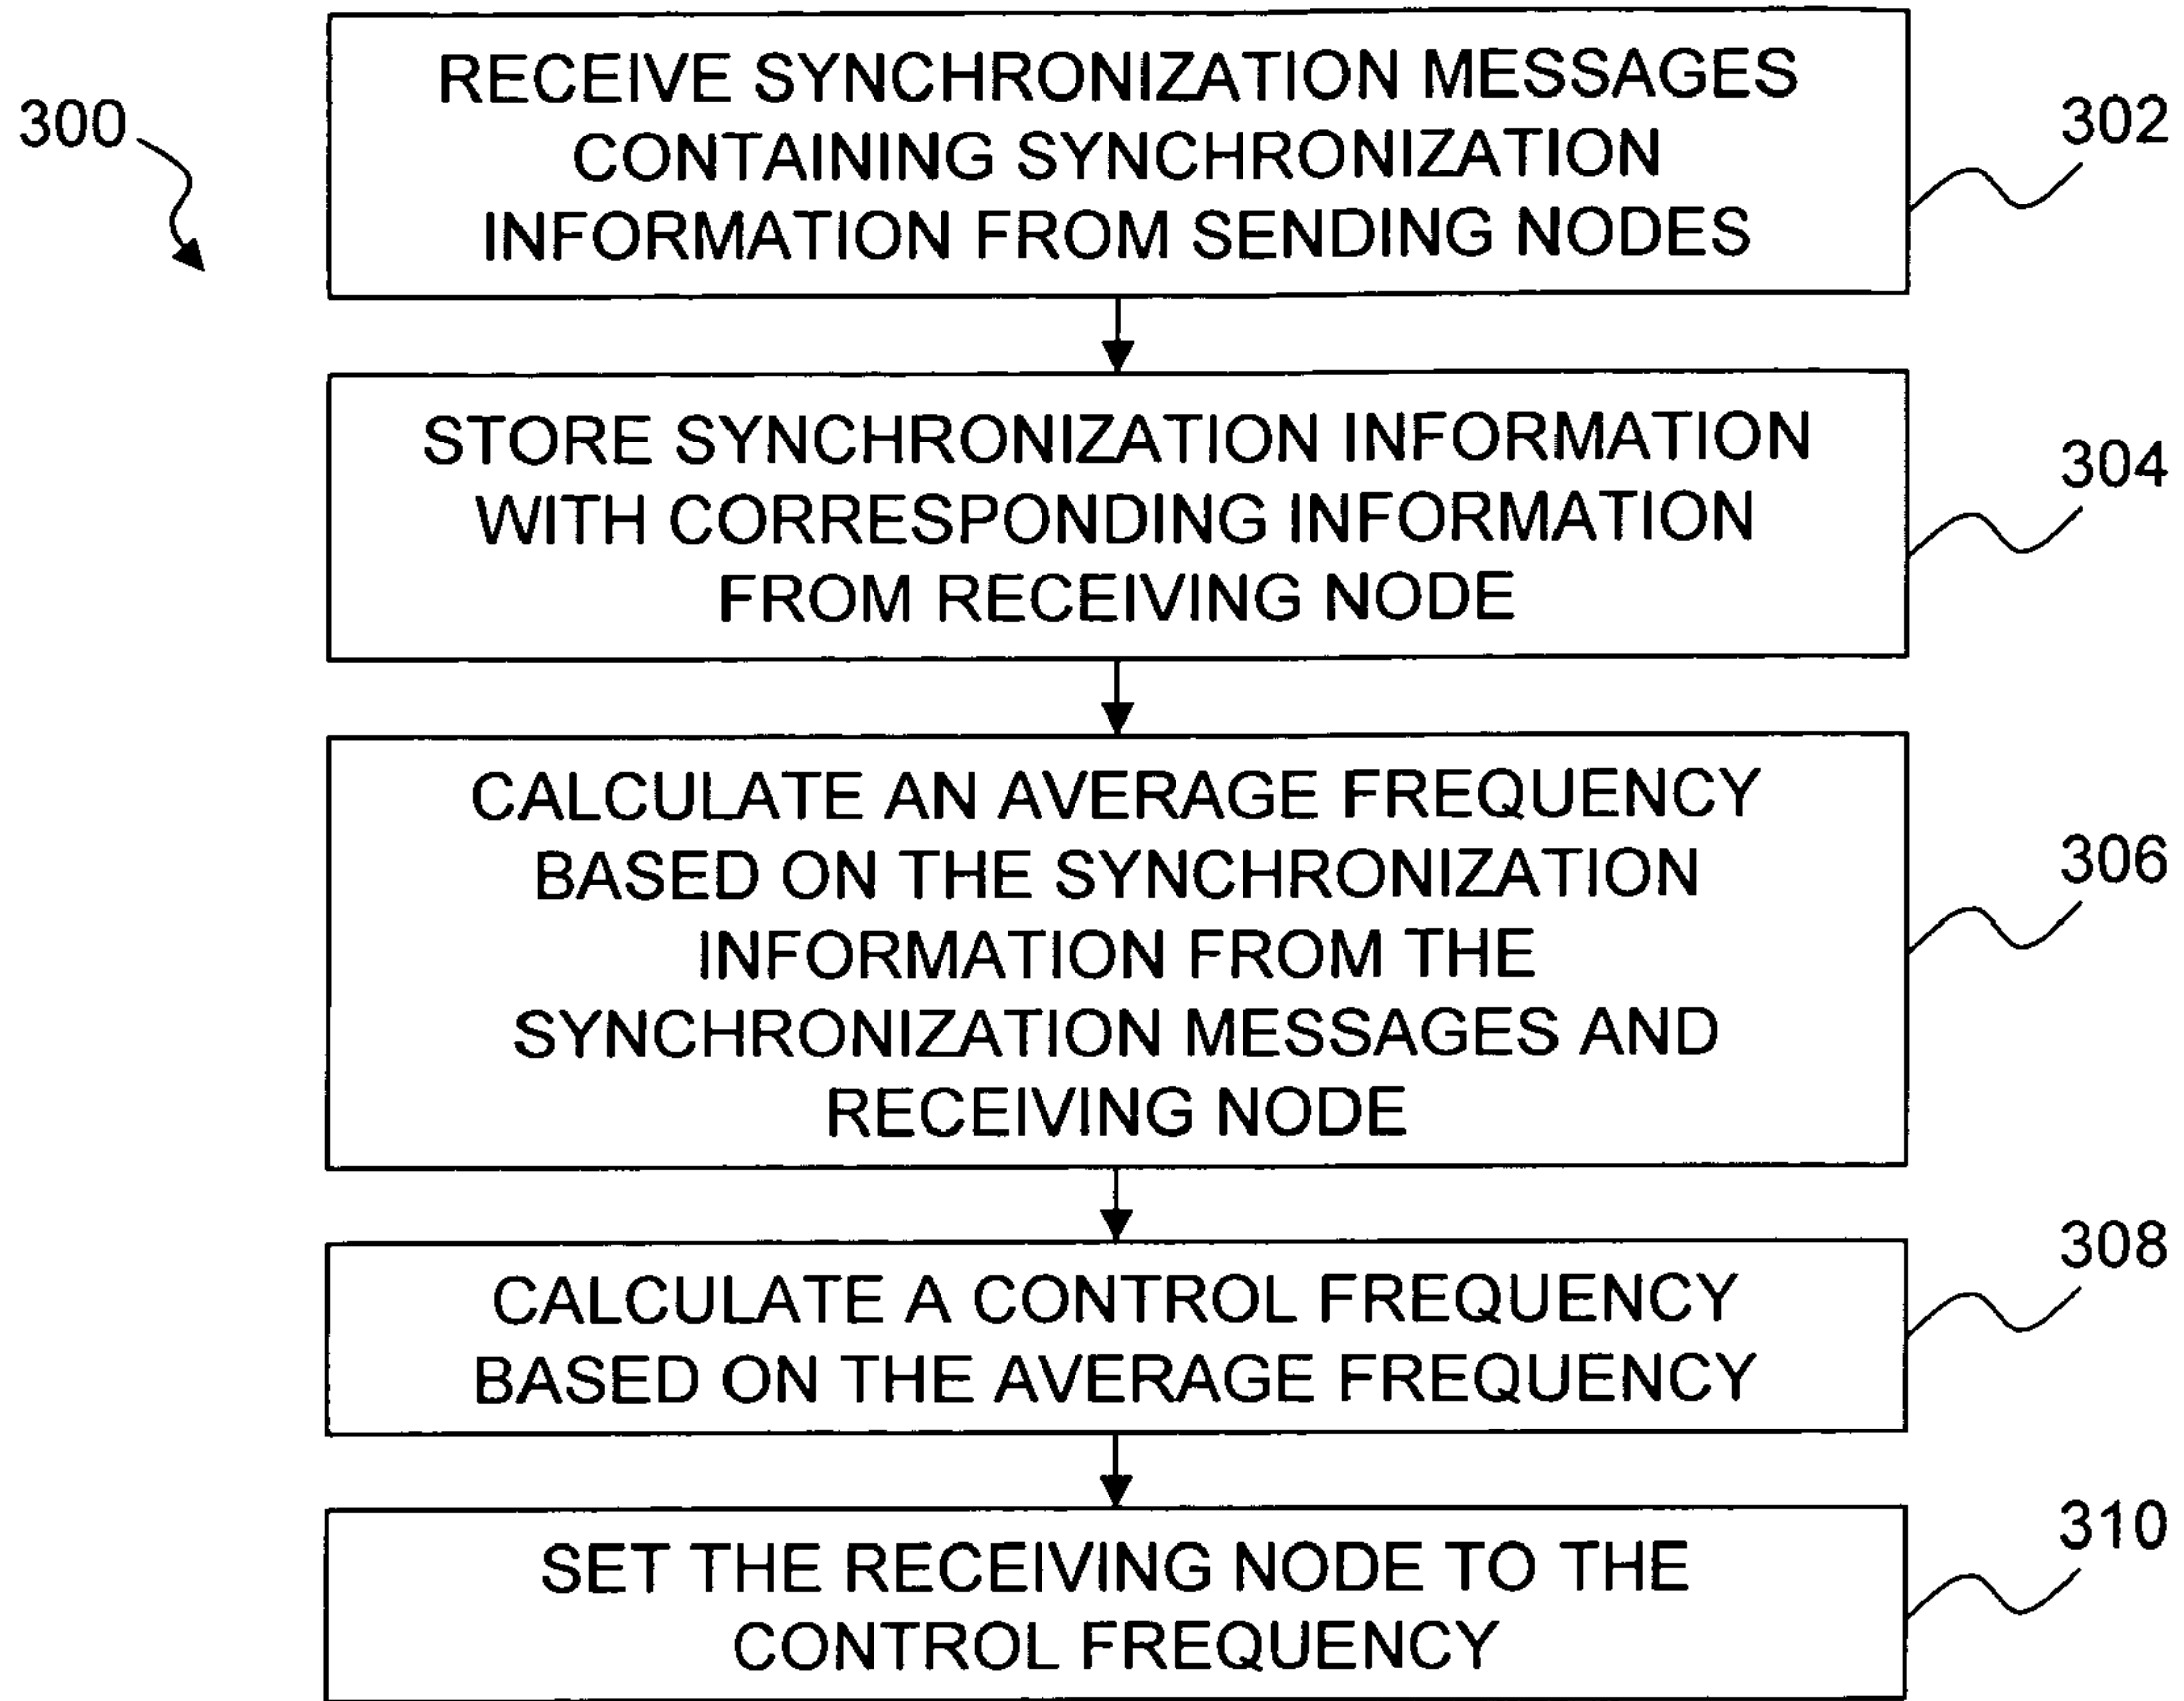 300
RECEIVE SYNCHRONIZATION MESSAGES
CONTAINING SYNCHRONIZATION
INFORMATION FROM SENDING NODES
302
STORE SYNCHRONIZATION INFORMATION
WITH CORRESPONDING INFORMATION
FROM RECEIVING NODE
304
CALCULATE AN AVERAGE FREQUENCY
BASED ON THE SYNCHRONIZATION
INFORMATION FROM THE
SYNCHRONIZATION MESSAGES AND
RECEIVING NODE
306
CALCULATE A CONTROL FREQUENCY
BASED ON THE AVERAGE FREQUENCY
308
SET THE RECEIVING NODE TO THE
CONTROL FREQUENCY
310